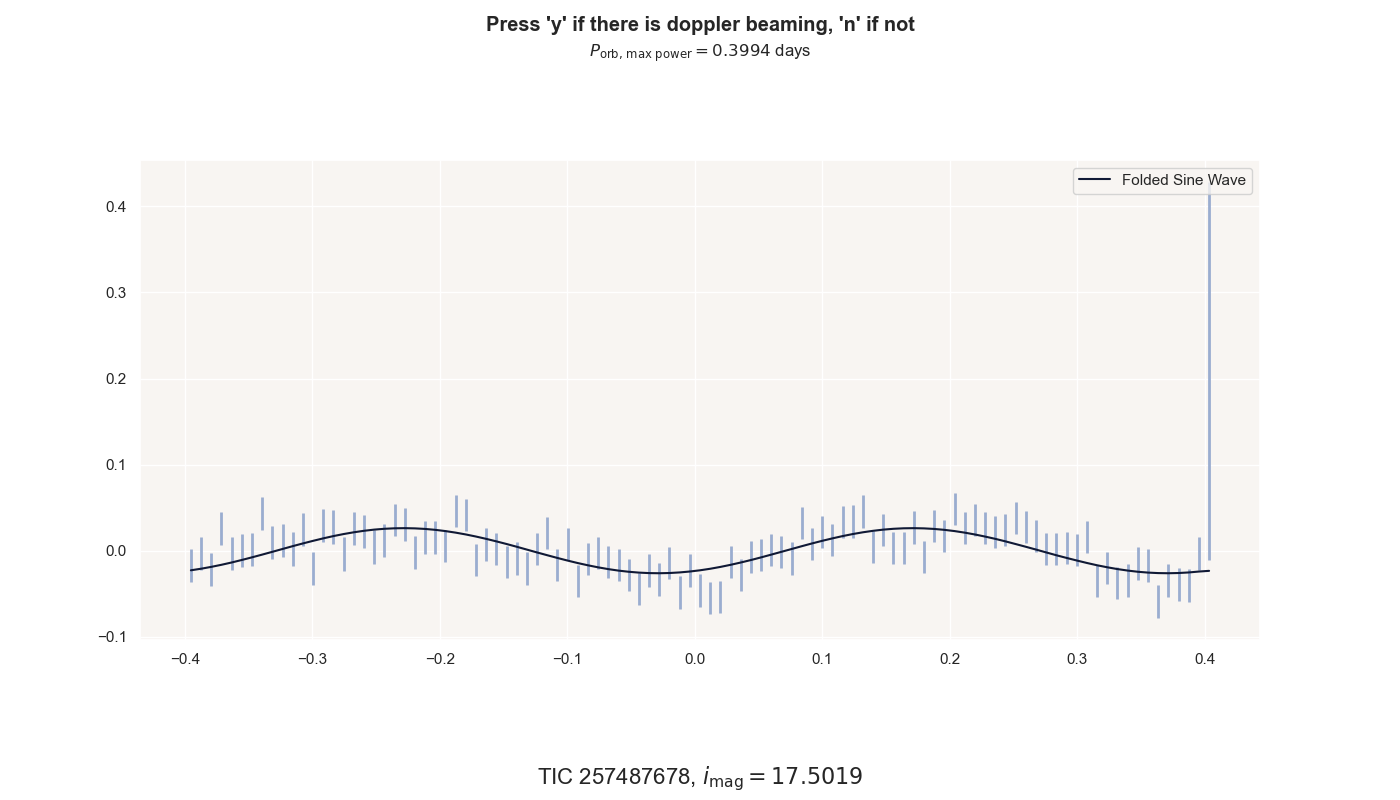 Press 'y' if there is doppler beaming, 'n' if not
P_orb, max power = 0.3994 days
Folded Sine Wave
0.4
0.3
0.2
0.1
0.0
−0.1
−0.4 −0.3 −0.2 −0.1 0.0 0.1 0.2 0.3 0.4
TIC 257487678, i_mag = 17.5019